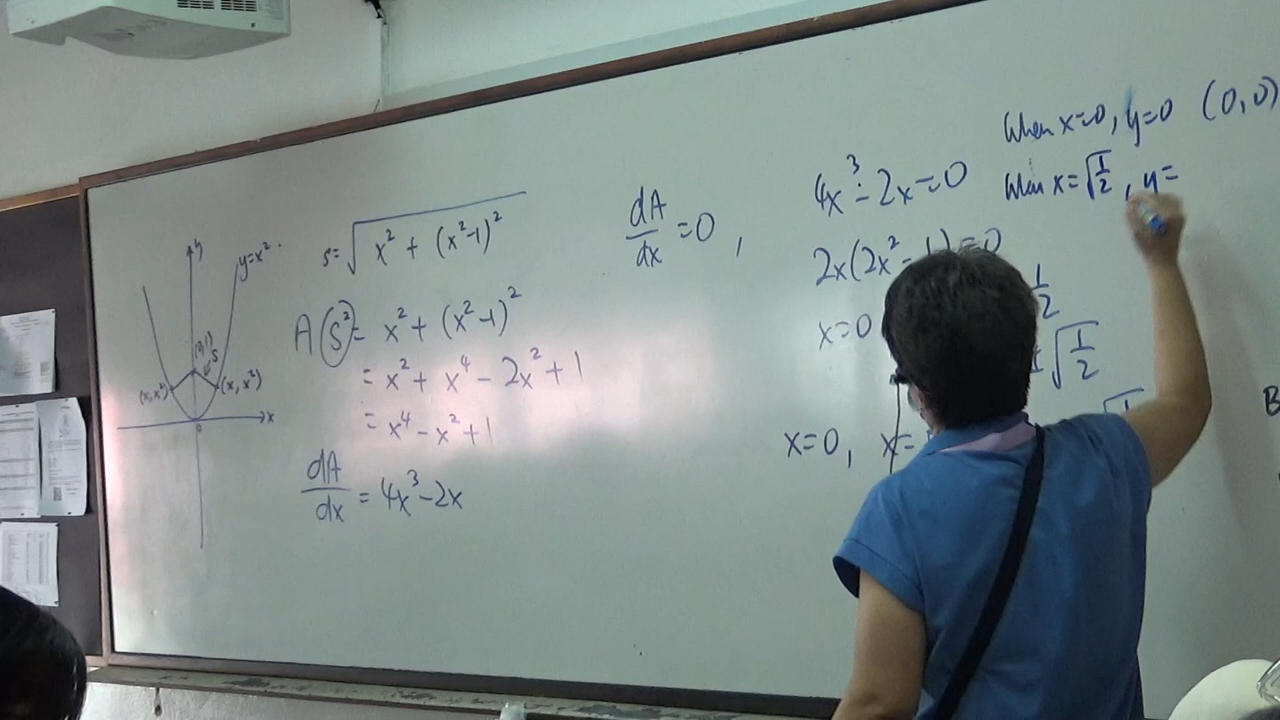 y
y=x².
(0,1)
s
(x, x²) (x, x²)
x
0
s=√(x² + (x²-1)²)
A(s²)= x² + (x²-1)²
= x² + x⁴ - 2x² + 1
= x⁴ - x² + 1
dA/dx = 4x³ - 2x
dA/dx = 0 ,
4x³ - 2x = 0
2x(2x² - 1) = 0
x=0 1/2
± √(1/2)
x=0, x=
When x=0, y=0 (0,0)
When x=√(1/2), y=